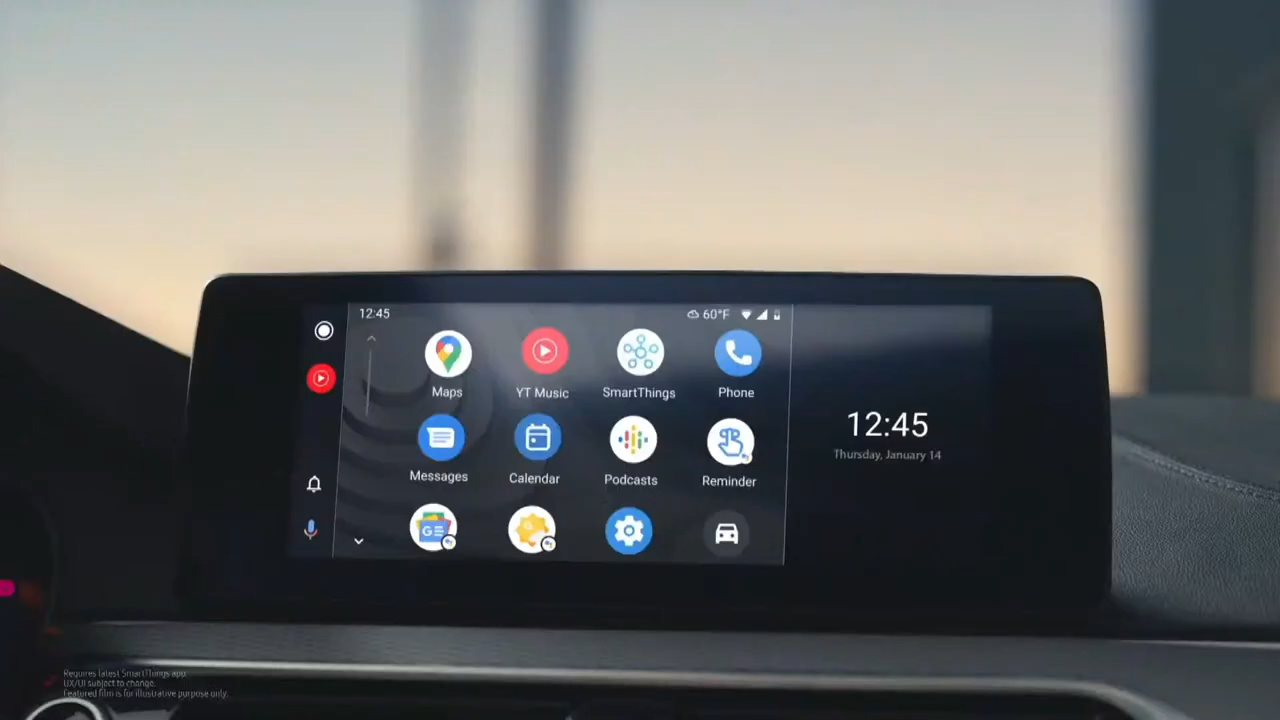 12:45
60°F
Maps
YT Music
SmartThings
Phone
Messages
Calendar
Podcasts
Reminder
GE
12:45
Thursday, January 14
Requires latest SmartThings app.
UX/UI subject to change.
Featured film is for illustrative purpose only.